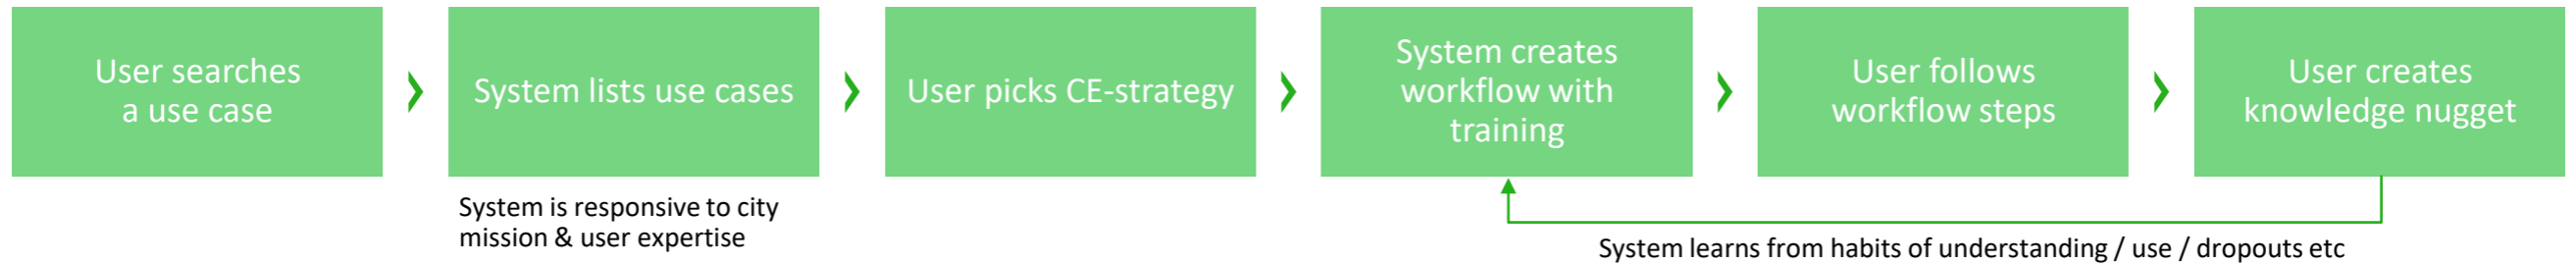 User searches
a use case
System lists use cases
User picks CE-strategy
System creates
workflow with
training
User follows
workflow steps
User creates
knowledge nugget
System is responsive to city
mission & user expertise
System learns from habits of understanding / use / dropouts etc